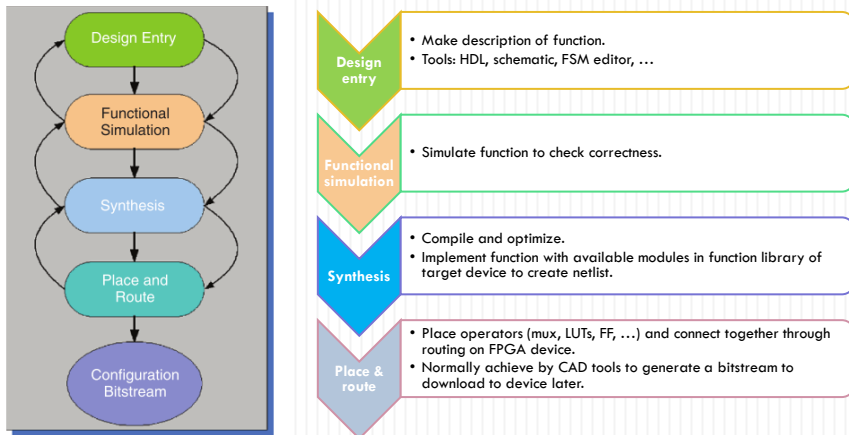 Design Entry
Functional
Simulation
Synthesis
Place and
Route
Configuration
Bitstream
Design
entry
• Make description of function.
• Tools: HDL, schematic, FSM editor, …
Functional
simulation
• Simulate function to check correctness.
Synthesis
• Compile and optimize.
• Implement function with available modules in function library of
target device to create netlist.
Place &
route
• Place operators (mux, LUTs, FF, …) and connect together through
routing on FPGA device.
• Normally achieve by CAD tools to generate a bitstream to
download to device later.